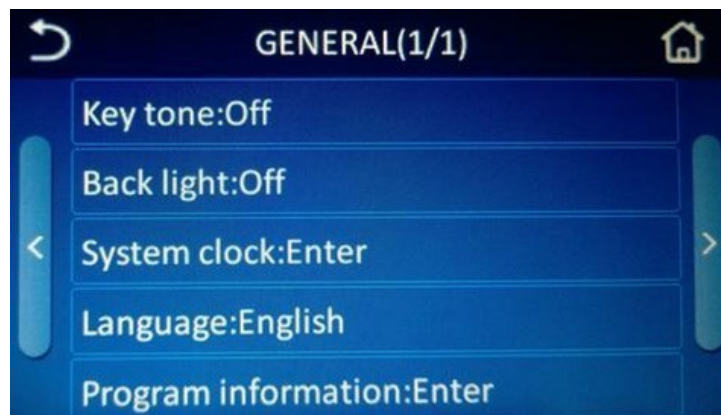 GENERAL(1/1)
Key tone:Off
Back light:Off
< System clock:Enter >
Language:English
Program information:Enter